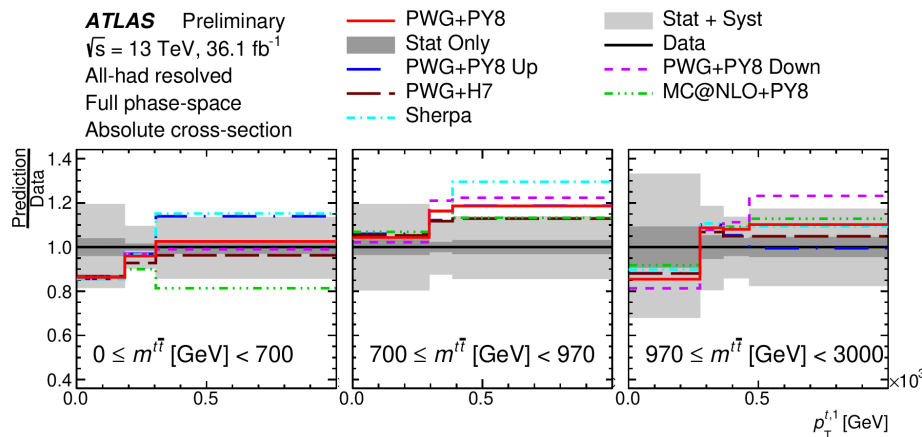 ATLAS Preliminary
√s = 13 TeV, 36.1 fb⁻¹
All-had resolved
Full phase-space
Absolute cross-section
PWG+PY8
Stat Only
PWG+PY8 Up
PWG+H7
Sherpa
Stat + Syst
Data
PWG+PY8 Down
MC@NLO+PY8
Prediction
Data
1.4
1.2
1.0
0.8
0.6
0.4
0 ≤ m^{tt̄} [GeV] < 700
700 ≤ m^{tt̄} [GeV] < 970
970 ≤ m^{tt̄} [GeV] < 3000
0.0 0.5 0.0 0.5 0.0 0.5 1.0
×10³
p_T^{t,1} [GeV]